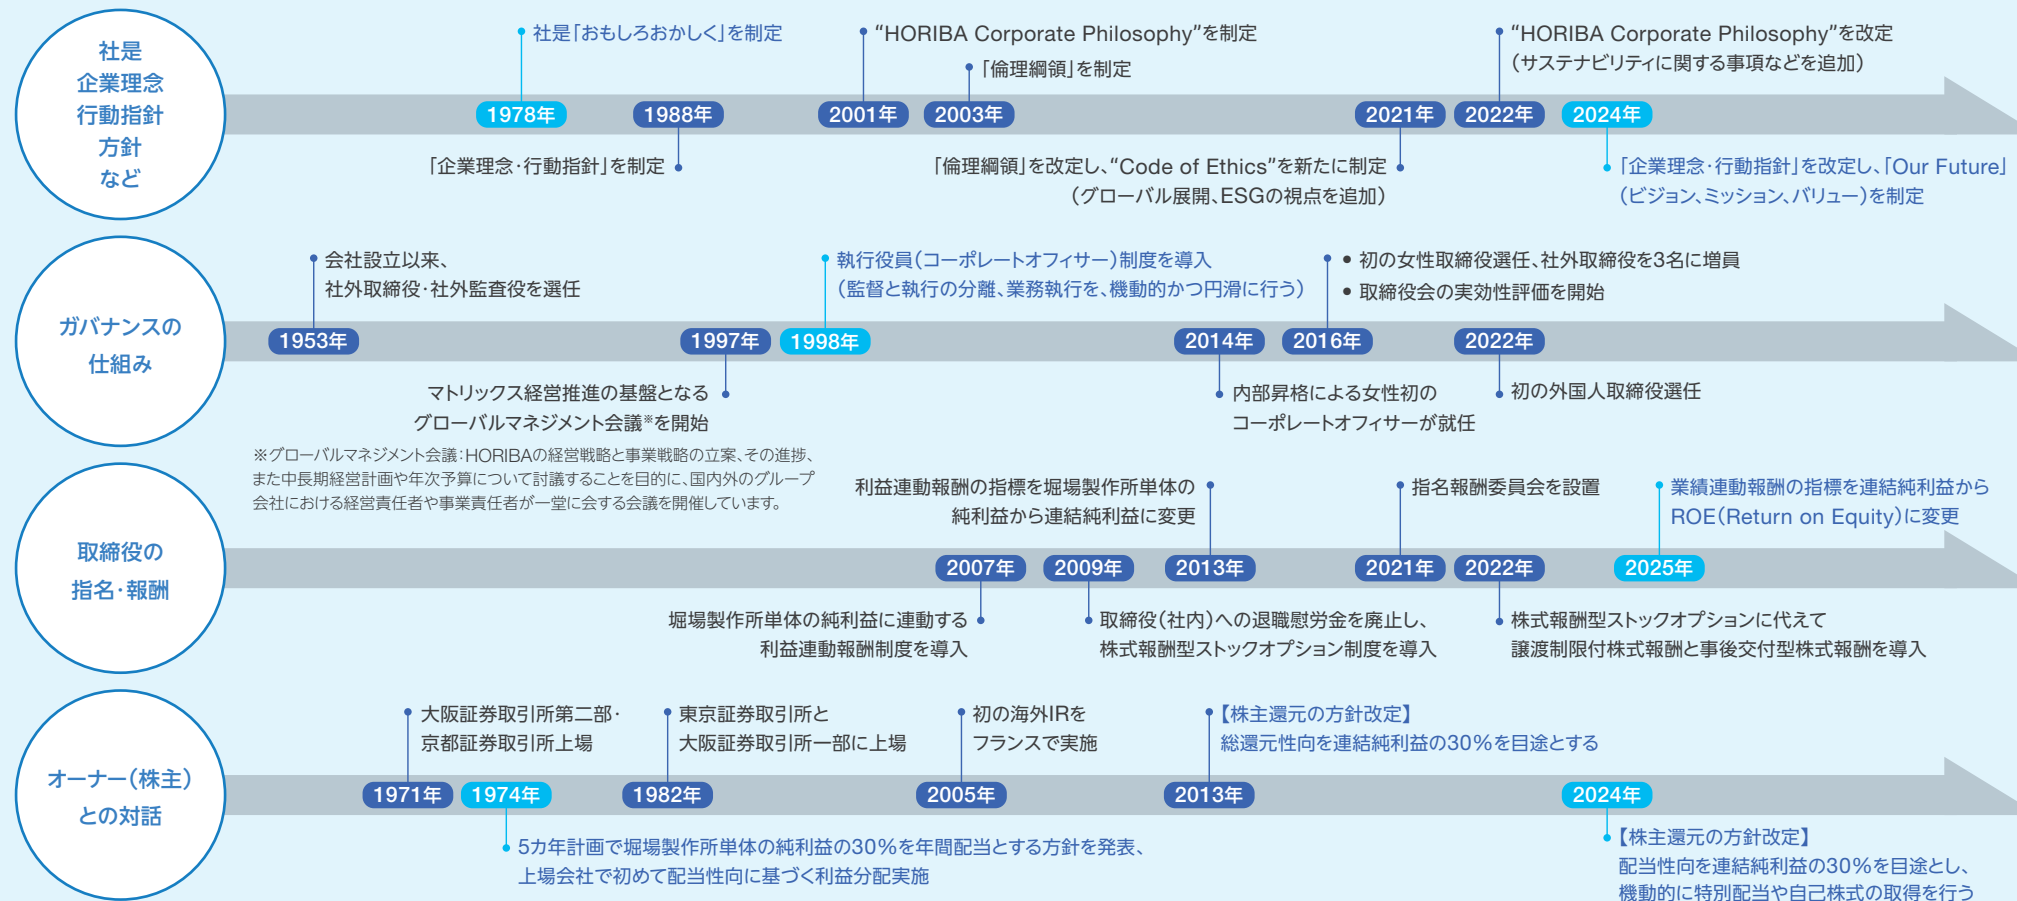 社是
企業理念
行動指針
方針
など
社是「おもしろおかしく」を制定
“HORIBA Corporate Philosophy”を制定
「倫理綱領」を制定
“HORIBA Corporate Philosophy”を改定
（サステナビリティに関する事項などを追加）
1978年
1988年
2001年
2003年
2021年
2022年
2024年
「企業理念・行動指針」を制定
「倫理綱領」を改定し、“Code of Ethics”を新たに制定
（グローバル展開、ESGの視点を追加）
「企業理念・行動指針」を改定し、「Our Future」
（ビジョン、ミッション、バリュー）を制定
ガバナンスの
仕組み
会社設立以来、
社外取締役・社外監査役を選任
執行役員（コーポレートオフィサー）制度を導入
（監督と執行の分離、業務執行を、機動的かつ円滑に行う）
● 初の女性取締役選任、社外取締役を3名に増員
● 取締役会の実効性評価を開始
1953年
1997年
1998年
2014年
2016年
2022年
マトリックス経営推進の基盤となる
グローバルマネジメント会議※を開始
内部昇格による女性初の
コーポレートオフィサーが就任
初の外国人取締役選任
※グローバルマネジメント会議：HORIBAの経営戦略と事業戦略の立案、その進捗、
また中長期経営計画や年次予算について討議することを目的に、国内外のグループ
会社における経営責任者や事業責任者が一堂に会する会議を開催しています。
取締役の
指名・報酬
利益連動報酬の指標を堀場製作所単体の
純利益から連結純利益に変更
指名報酬委員会を設置
業績連動報酬の指標を連結純利益から
ROE（Return on Equity）に変更
2007年
2009年
2013年
2021年
2022年
2025年
堀場製作所単体の純利益に連動する
利益連動報酬制度を導入
取締役（社内）への退職慰労金を廃止し、
株式報酬型ストックオプション制度を導入
株式報酬型ストックオプションに代えて
譲渡制限付株式報酬と事後交付型株式報酬を導入
オーナー（株主）
との対話
大阪証券取引所第二部・
京都証券取引所上場
東京証券取引所と
大阪証券取引所一部に上場
初の海外IRを
フランスで実施
【株主還元の方針改定】
総還元性向を連結純利益の30％を目途とする
1971年
1974年
1982年
2005年
2013年
2024年
5カ年計画で堀場製作所単体の純利益の30％を年間配当とする方針を発表、
上場会社で初めて配当性向に基づく利益分配実施
【株主還元の方針改定】
配当性向を連結純利益の30％を目途とし、
機動的に特別配当や自己株式の取得を行う